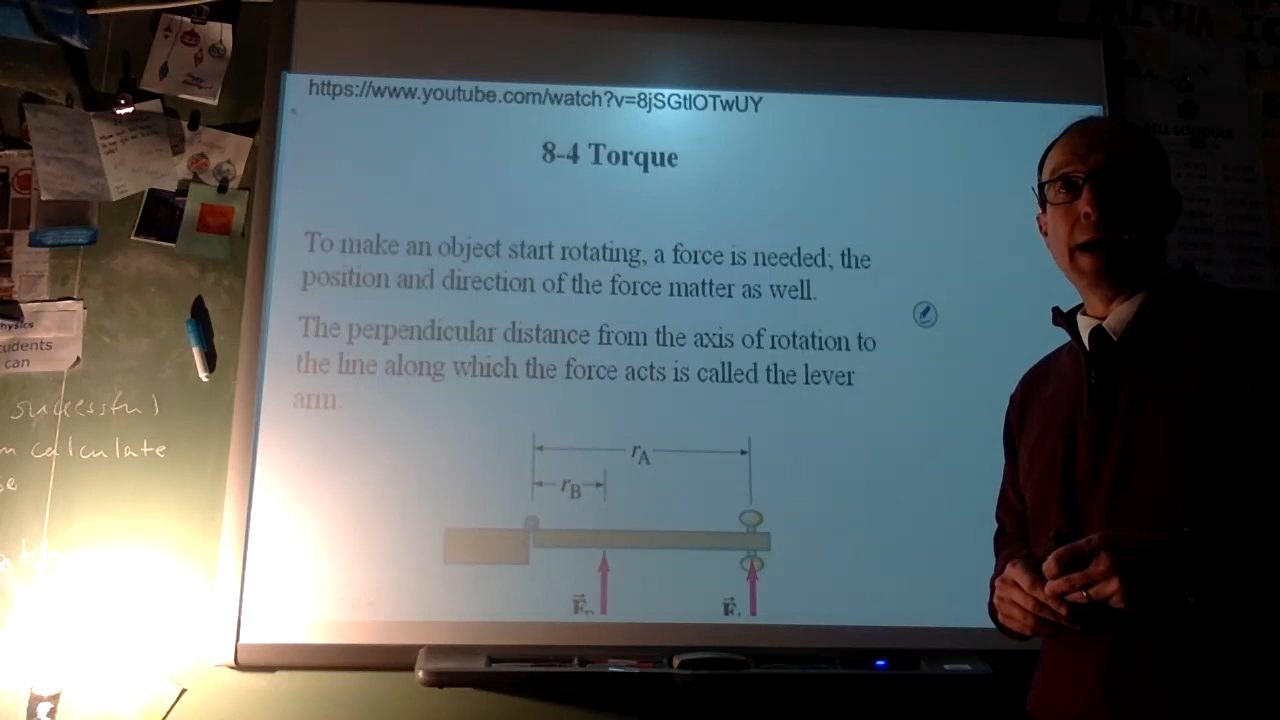 https://www.youtube.com/watch?v=8jSGtlOTwUY
8-4 Torque
To make an object start rotating, a force is needed; the
position and direction of the force matter as well.
The perpendicular distance from the axis of rotation to
the line along which the force acts is called the lever
arm.
rA
rB
F
F
hysics
udents
can
successful
calculate
BELL SCHEDULE